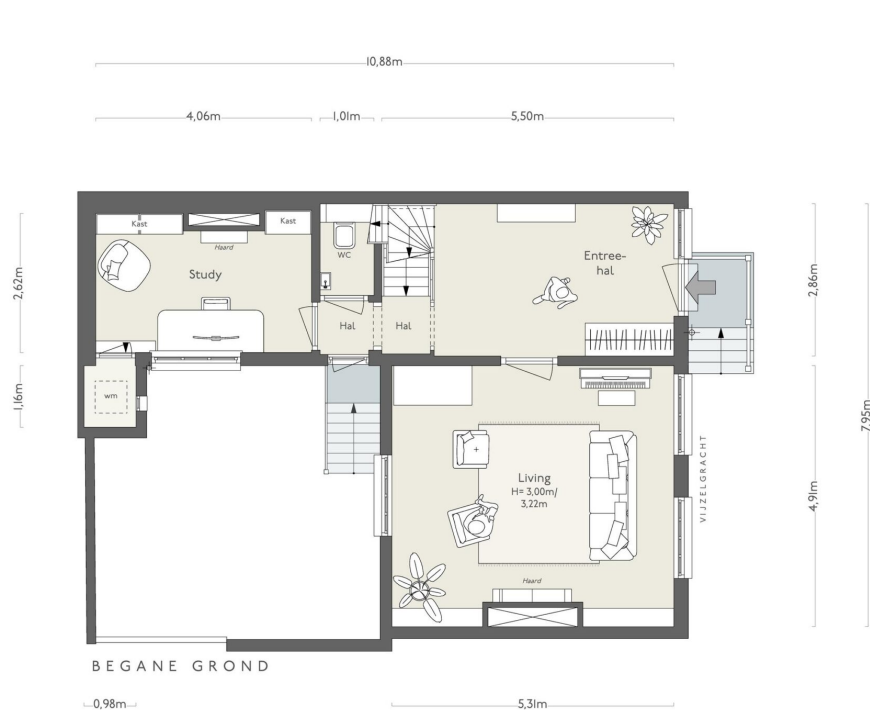 10,88m
4,06m
1,01m
5,50m
Kast
Kast
Haard
WC
Entree-
hal
Study
2,62m
2,86m
Hal
Hal
wm
1,16m
7,95m
VIJZELGRACHT
Living
H= 3,00m/
3,22m
4,91m
Haard
BEGANE GROND
0,98m
5,31m